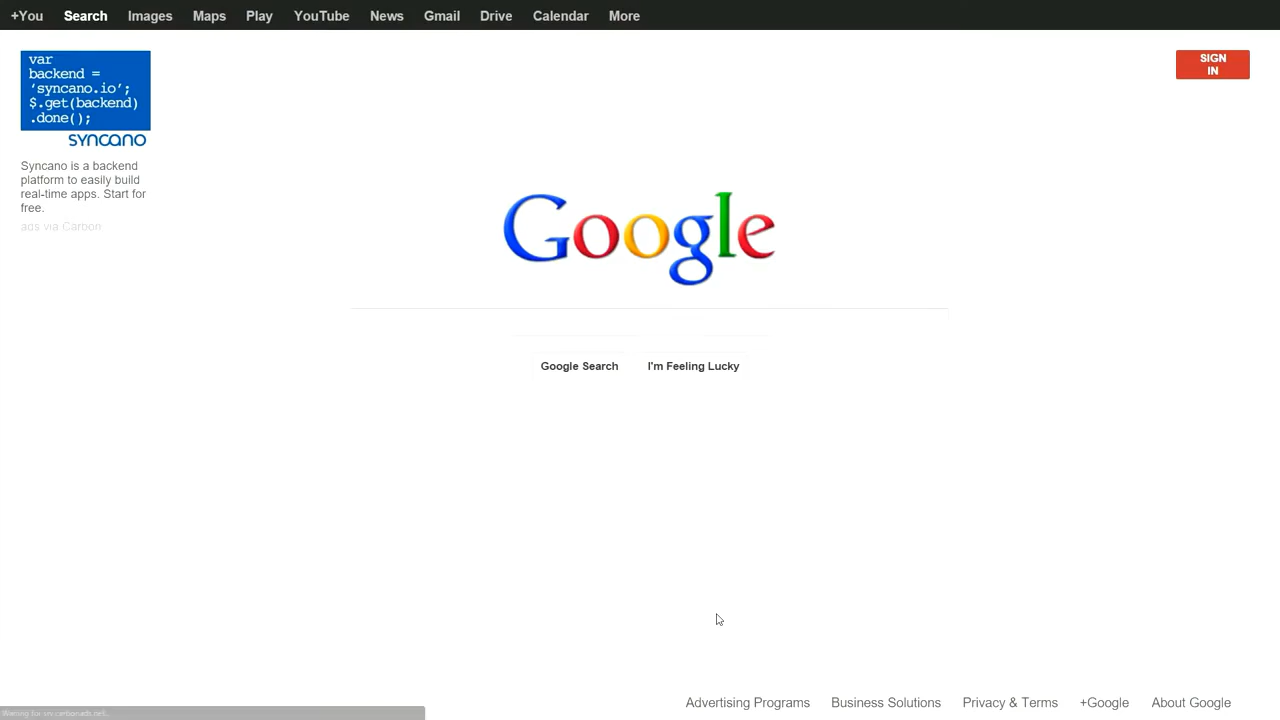 +You Search Images Maps Play YouTube News Gmail Drive Calendar More
var
backend =
‘syncano.io’;
$.get(backend)
.done();
syncano
Syncano is a backend
platform to easily build
real-time apps. Start for
free.
ads via Carbon
SIGN
IN
Google
Google Search I'm Feeling Lucky
Advertising Programs Business Solutions Privacy & Terms +Google About Google